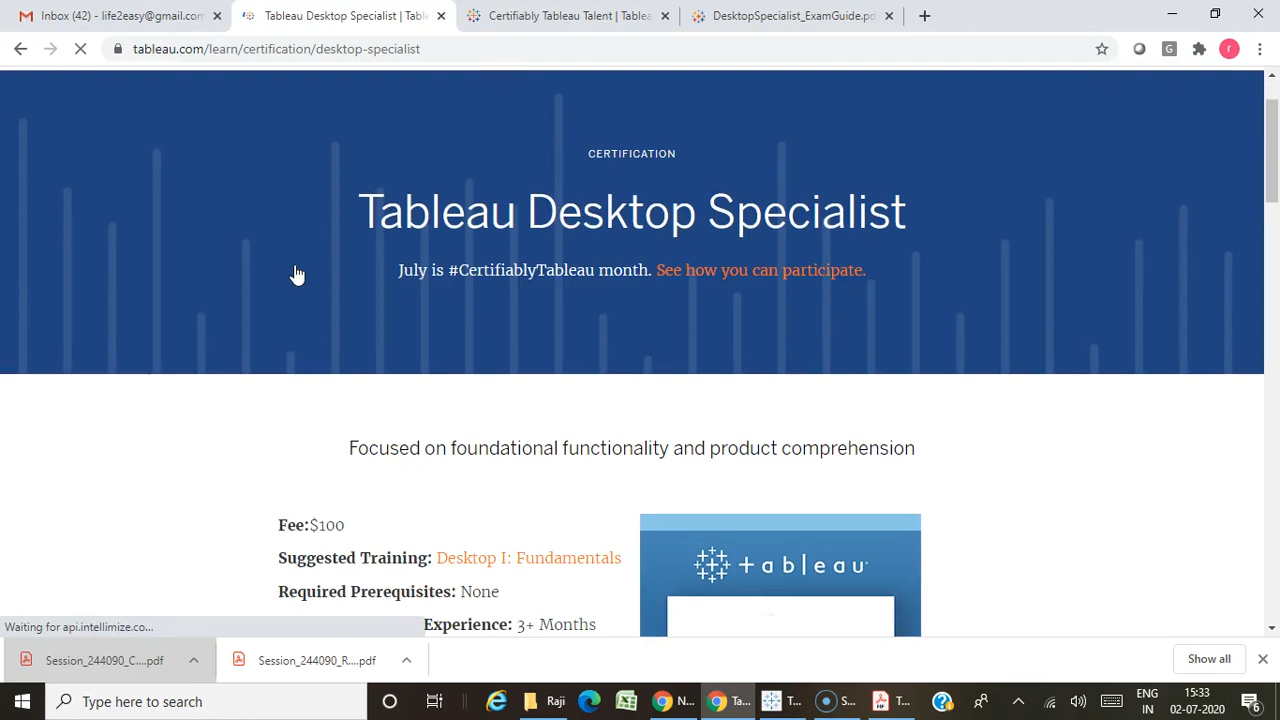 Inbox (42) - life2easy@gmail.com
Tableau Desktop Specialist | Tabl
Certifiably Tableau Talent | Tablea
DesktopSpecialist_ExamGuide.pd
tableau.com/learn/certification/desktop-specialist
G
r
CERTIFICATION
Tableau Desktop Specialist
July is #CertifiablyTableau month. See how you can participate.
Focused on foundational functionality and product comprehension
Fee:$100
Suggested Training: Desktop I: Fundamentals
Required Prerequisites: None
Experience: 3+ Months
tableau
Waiting for api.intellimize.co...
Session_244090_C....pdf
Session_244090_R....pdf
Show all
Type here to search
Raji
N...
Ta...
T...
S...
T...
ENG
IN
15:33
02-07-2020
6